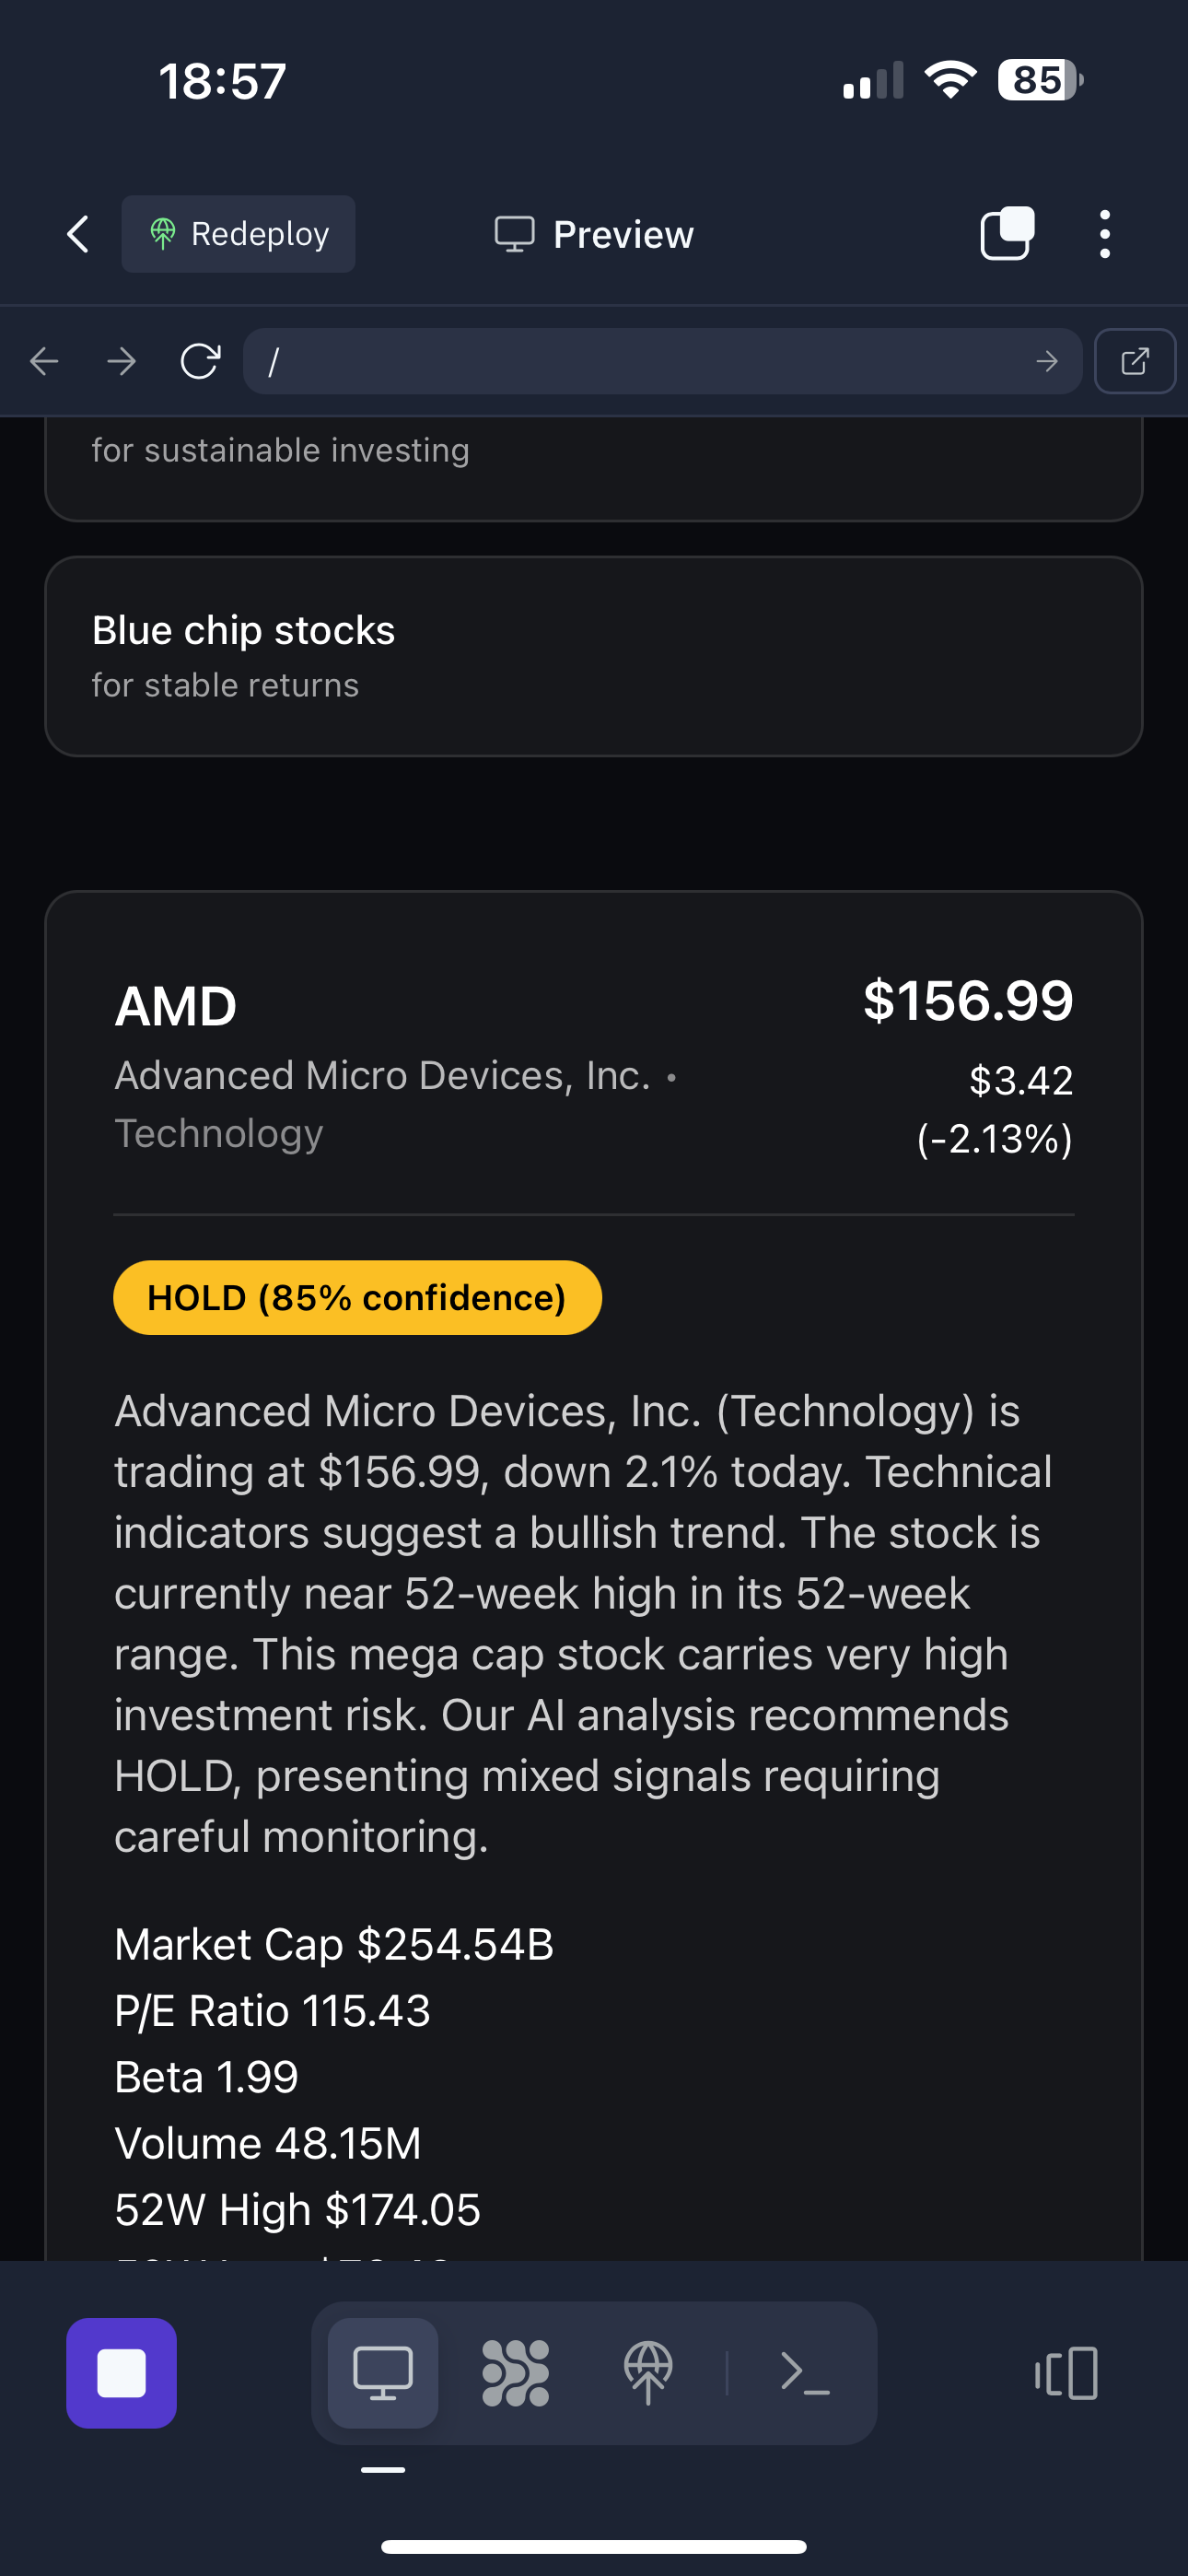 18:57
85
Redeploy
Preview
/
for sustainable investing
Blue chip stocks
for stable returns
AMD
$156.99
Advanced Micro Devices, Inc. •
Technology
$3.42
(-2.13%)
HOLD (85% confidence)
Advanced Micro Devices, Inc. (Technology) is
trading at $156.99, down 2.1% today. Technical
indicators suggest a bullish trend. The stock is
currently near 52-week high in its 52-week
range. This mega cap stock carries very high
investment risk. Our AI analysis recommends
HOLD, presenting mixed signals requiring
careful monitoring.
Market Cap $254.54B
P/E Ratio 115.43
Beta 1.99
Volume 48.15M
52W High $174.05